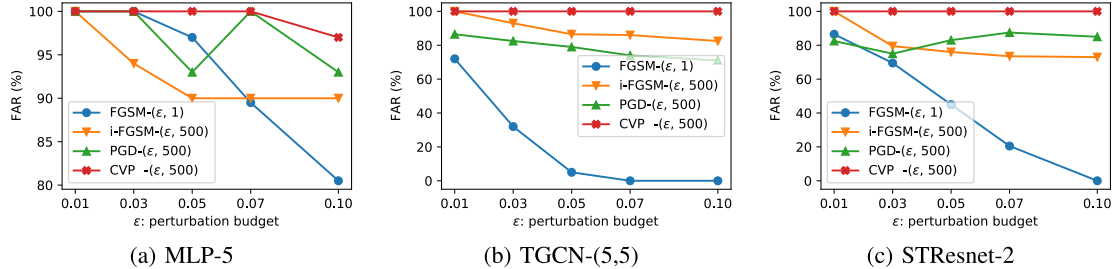 FAR (%)
100
95
90
85
80
FGSM-(ε, 1)
i-FGSM-(ε, 500)
PGD-(ε, 500)
CVP -(ε, 500)
0.01 0.03 0.05 0.07 0.10
ε: perturbation budget
(a) MLP-5
FAR (%)
100
80
60
40
20
0
FGSM-(ε, 1)
i-FGSM-(ε, 500)
PGD-(ε, 500)
CVP -(ε, 500)
0.01 0.03 0.05 0.07 0.10
ε: perturbation budget
(b) TGCN-(5,5)
FAR (%)
100
80
60
40
20
0
FGSM-(ε, 1)
i-FGSM-(ε, 500)
PGD-(ε, 500)
CVP -(ε, 500)
0.01 0.03 0.05 0.07 0.10
ε: perturbation budget
(c) STResnet-2